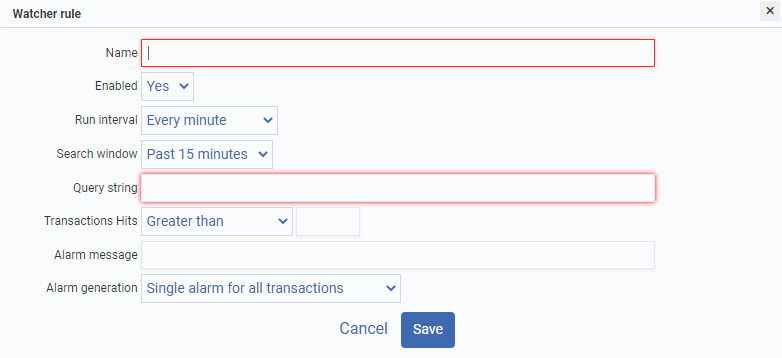 Watcher rule
Name
Enabled Yes
Run interval Every minute
Search window Past 15 minutes
Query string
Transactions Hits Greater than
Alarm message
Alarm generation Single alarm for all transactions
Cancel Save